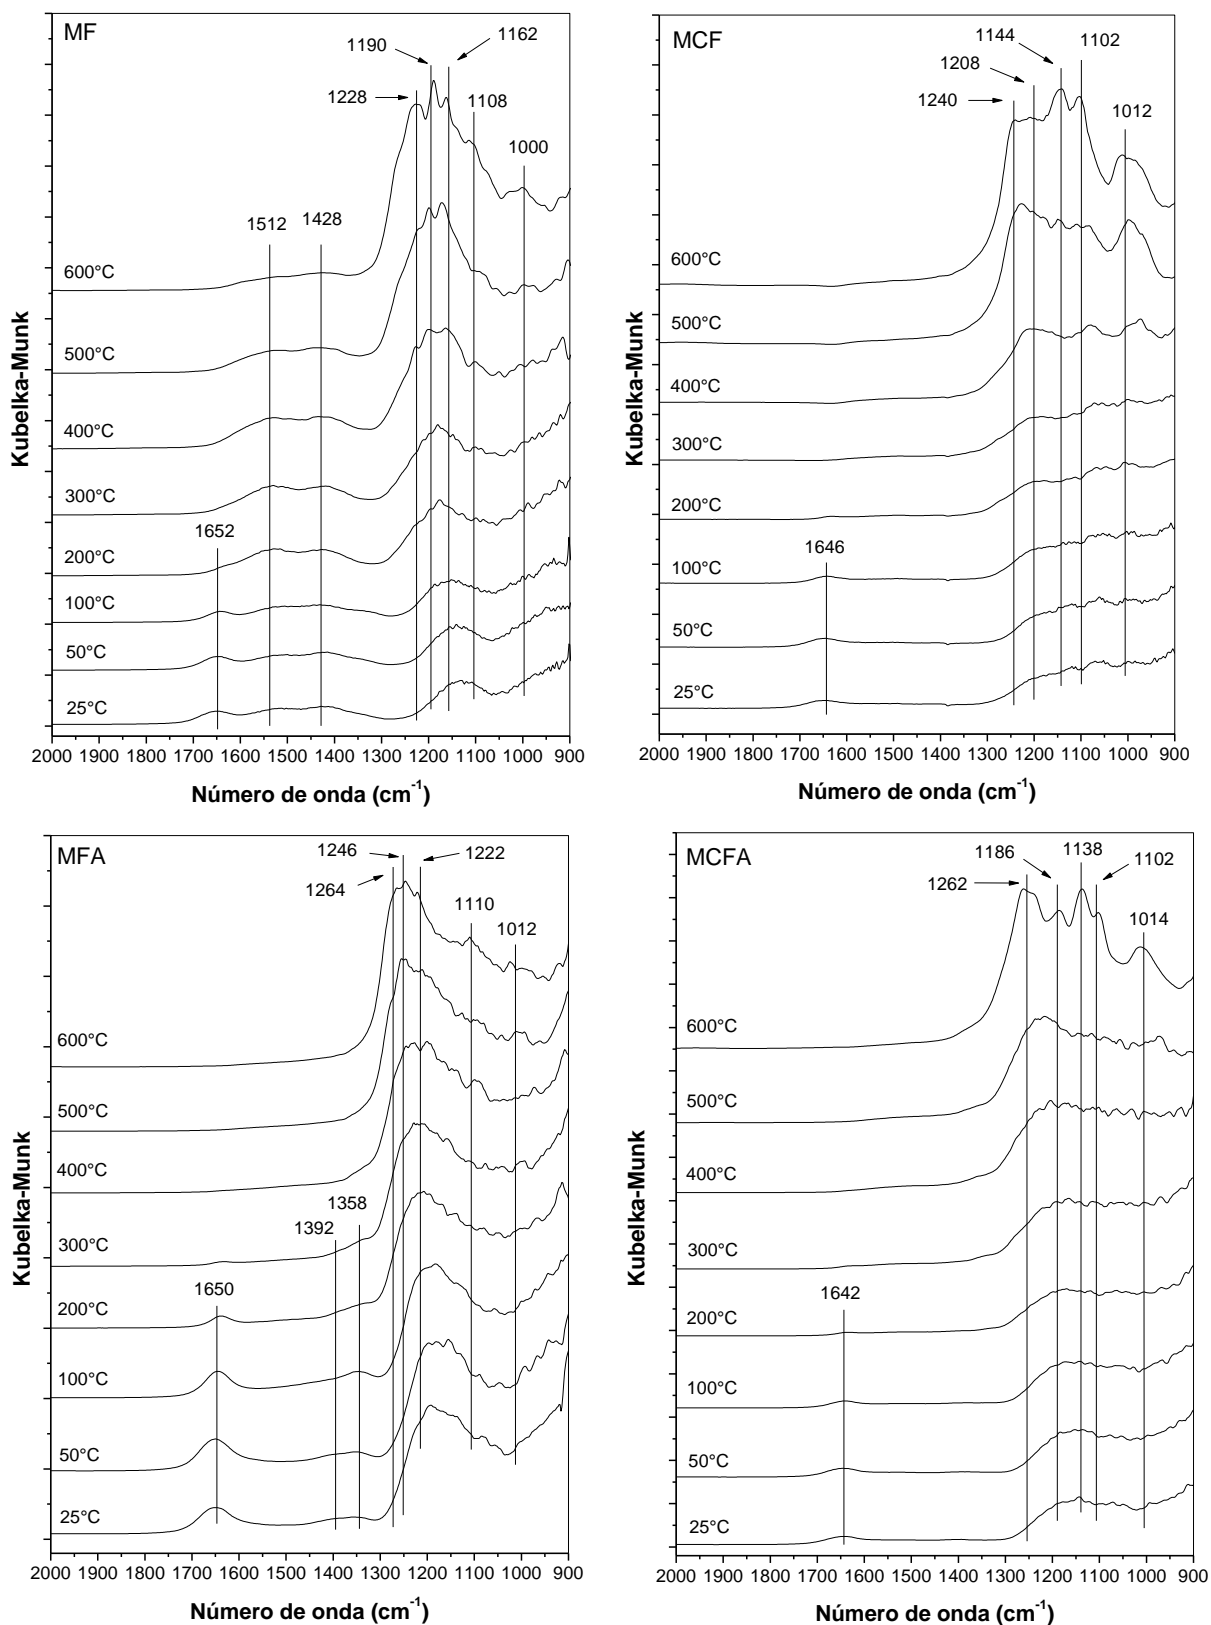 MF
1190
1162
1228
1108
1000
1512
1428
600°C
500°C
400°C
300°C
1652
200°C
100°C
50°C
25°C
Kubelka-Munk
2000 1900 1800 1700 1600 1500 1400 1300 1200 1100 1000 900
Número de onda (cm-1)
MCF
1144
1102
1208
1240
1012
600°C
500°C
400°C
300°C
200°C
1646
100°C
50°C
25°C
Kubelka-Munk
2000 1900 1800 1700 1600 1500 1400 1300 1200 1100 1000 900
Número de onda (cm-1)
MFA
1246
1222
1264
1110
1012
600°C
500°C
400°C
1358
1392
300°C
1650
200°C
100°C
50°C
25°C
Kubelka-Munk
2000 1900 1800 1700 1600 1500 1400 1300 1200 1100 1000 900
Número de onda (cm-1)
MCFA
1186
1138
1102
1262
1014
600°C
500°C
400°C
300°C
1642
200°C
100°C
50°C
25°C
Kubelka-Munk
2000 1900 1800 1700 1600 1500 1400 1300 1200 1100 1000 900
Número de onda (cm-1)